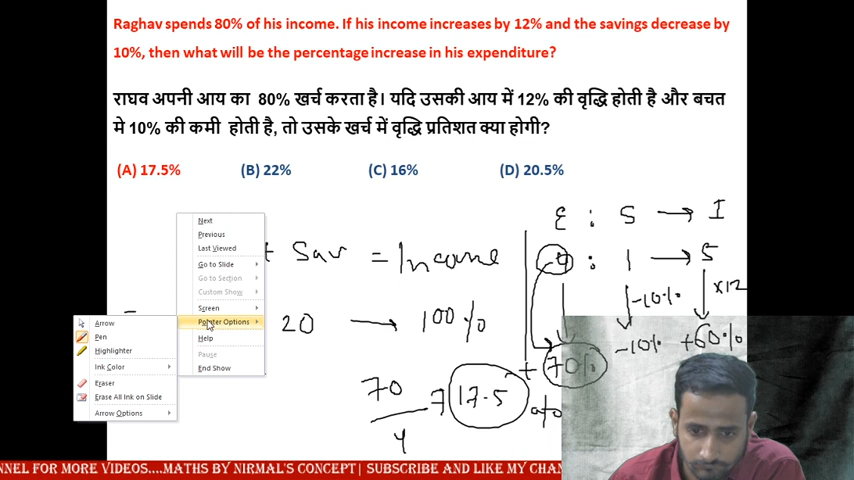 Raghav spends 80% of his income. If his income increases by 12% and the savings decrease by
10%, then what will be the percentage increase in his expenditure?
राघव अपनी आय का 80% खर्च करता है। यदि उसकी आय में 12% की वृद्धि होती है और बचत
मे 10% की कमी होती है, तो उसके खर्च में वृद्धि प्रतिशत क्या होगी?
(A) 17.5% (B) 22% (C) 16% (D) 20.5%
E : S → I
Sav = Income
4 : 1 → 5
-10% ×12
20 → 100%
-10% +60%
+70%
70/4 = 17.5
Next
Previous
Last Viewed
Go to Slide
Go to Section
Custom Show
Screen
Pointer Options
Help
Pause
End Show
Arrow
Pen
Highlighter
Ink Color
Eraser
Erase All Ink on Slide
Arrow Options
NNEL FOR MORE VIDEOS....MATHS BY NIRMAL'S CONCEPT| SUBSCRIBE AND LIKE MY CHAN